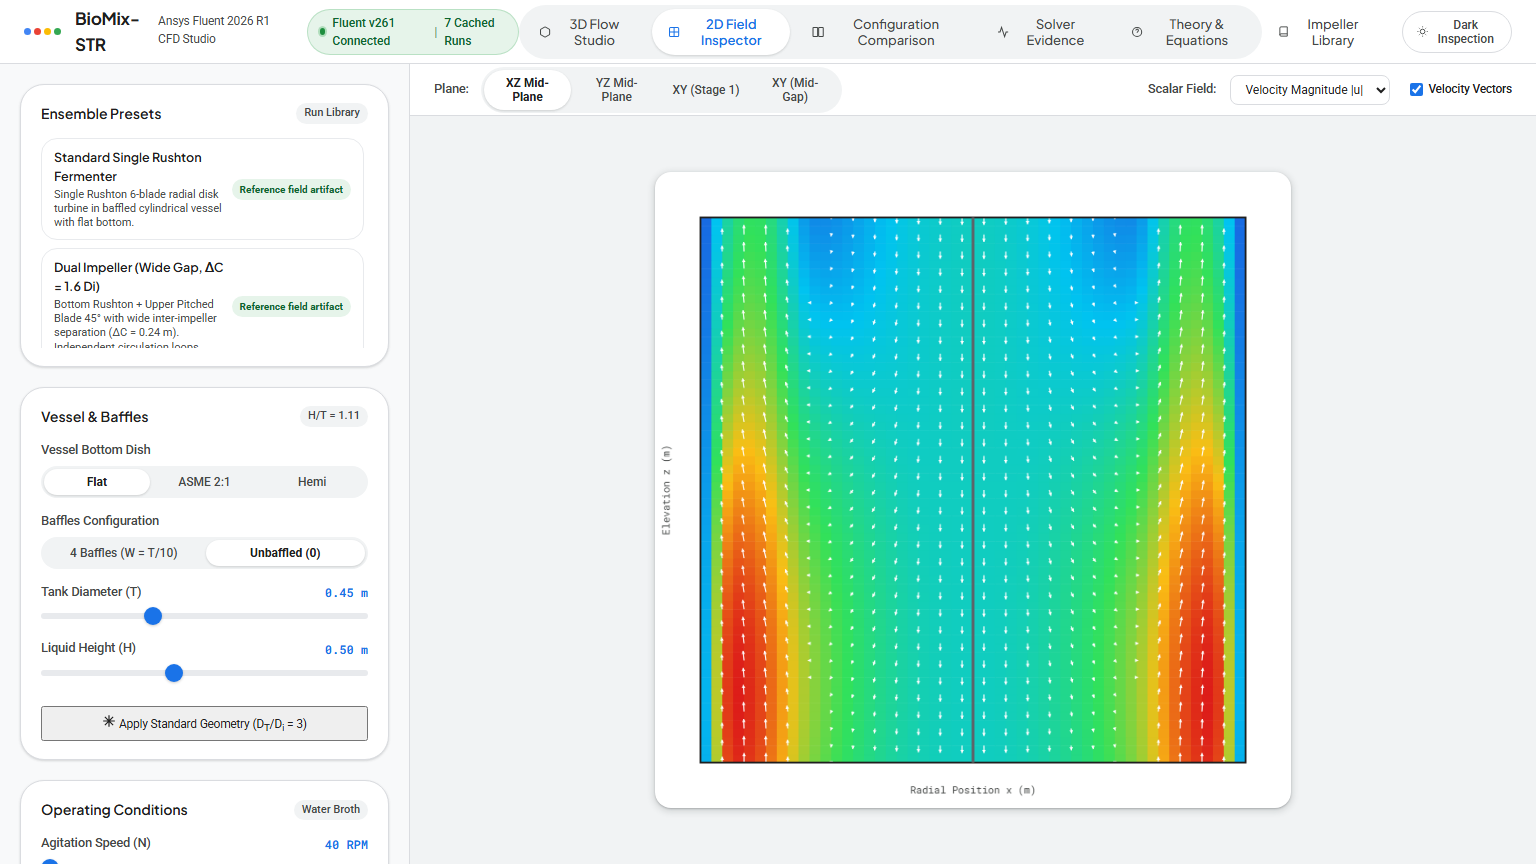 BioMix-
STR
Ansys Fluent 2026 R1
CFD Studio
Fluent v261
Connected
|
7 Cached
Runs
3D Flow
Studio
2D Field
Inspector
Configuration
Comparison
Solver
Evidence
Theory &
Equations
Impeller
Library
Dark
Inspection
Ensemble Presets
Run Library
Standard Single Rushton
Fermenter
Single Rushton 6-blade radial disk
turbine in baffled cylindrical vessel
with flat bottom.
Reference field artifact
Dual Impeller (Wide Gap, ΔC
= 1.6 Di)
Bottom Rushton + Upper Pitched
Blade 45° with wide inter-impeller
separation (ΔC = 0.24 m).
Independent circulation loops
Reference field artifact
Vessel & Baffles
H/T = 1.11
Vessel Bottom Dish
Flat
ASME 2:1
Hemi
Baffles Configuration
4 Baffles (W = T/10)
Unbaffled (0)
Tank Diameter (T)
0.45 m
Liquid Height (H)
0.50 m
Apply Standard Geometry (DT/Di = 3)
Operating Conditions
Water Broth
Agitation Speed (N)
40 RPM
Plane:
XZ Mid-
Plane
YZ Mid-
Plane
XY (Stage 1)
XY (Mid-
Gap)
Scalar Field:
Velocity Magnitude |u|
Velocity Vectors
Elevation z (m)
Radial Position x (m)